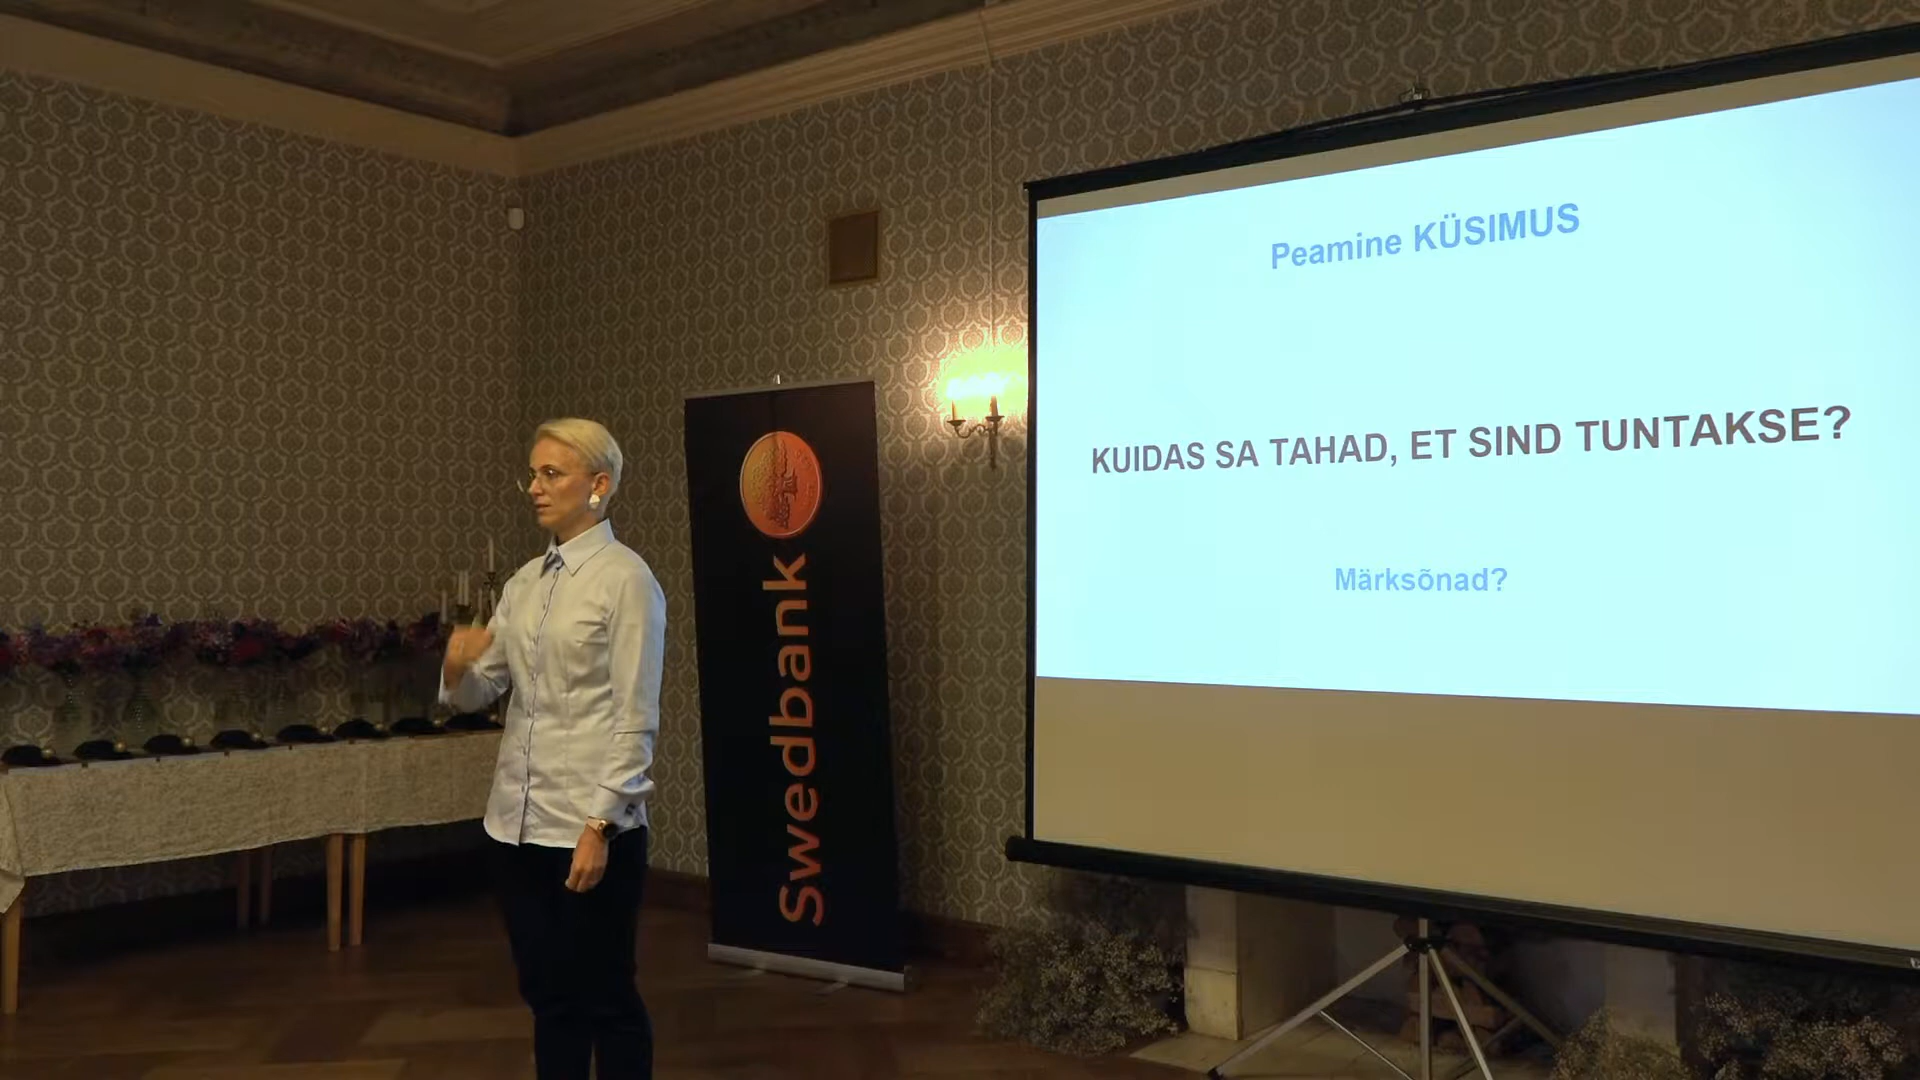 Peamine KÜSIMUS
KUIDAS SA TAHAD, ET SIND TUNTAKSE?
Märksõnad?
Swedbank